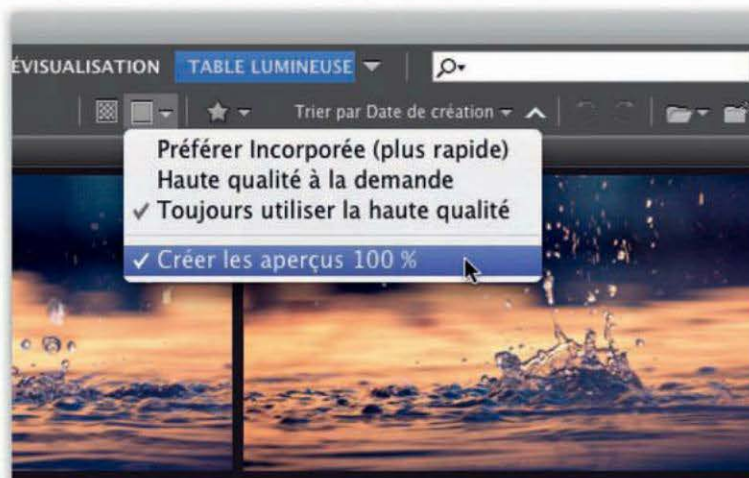 ÉVISUALISATION TABLE LUMINEUSE
Trier par Date de création
Préférer Incorporée (plus rapide)
Haute qualité à la demande
✓ Toujours utiliser la haute qualité
✓ Créer les aperçus 100 %